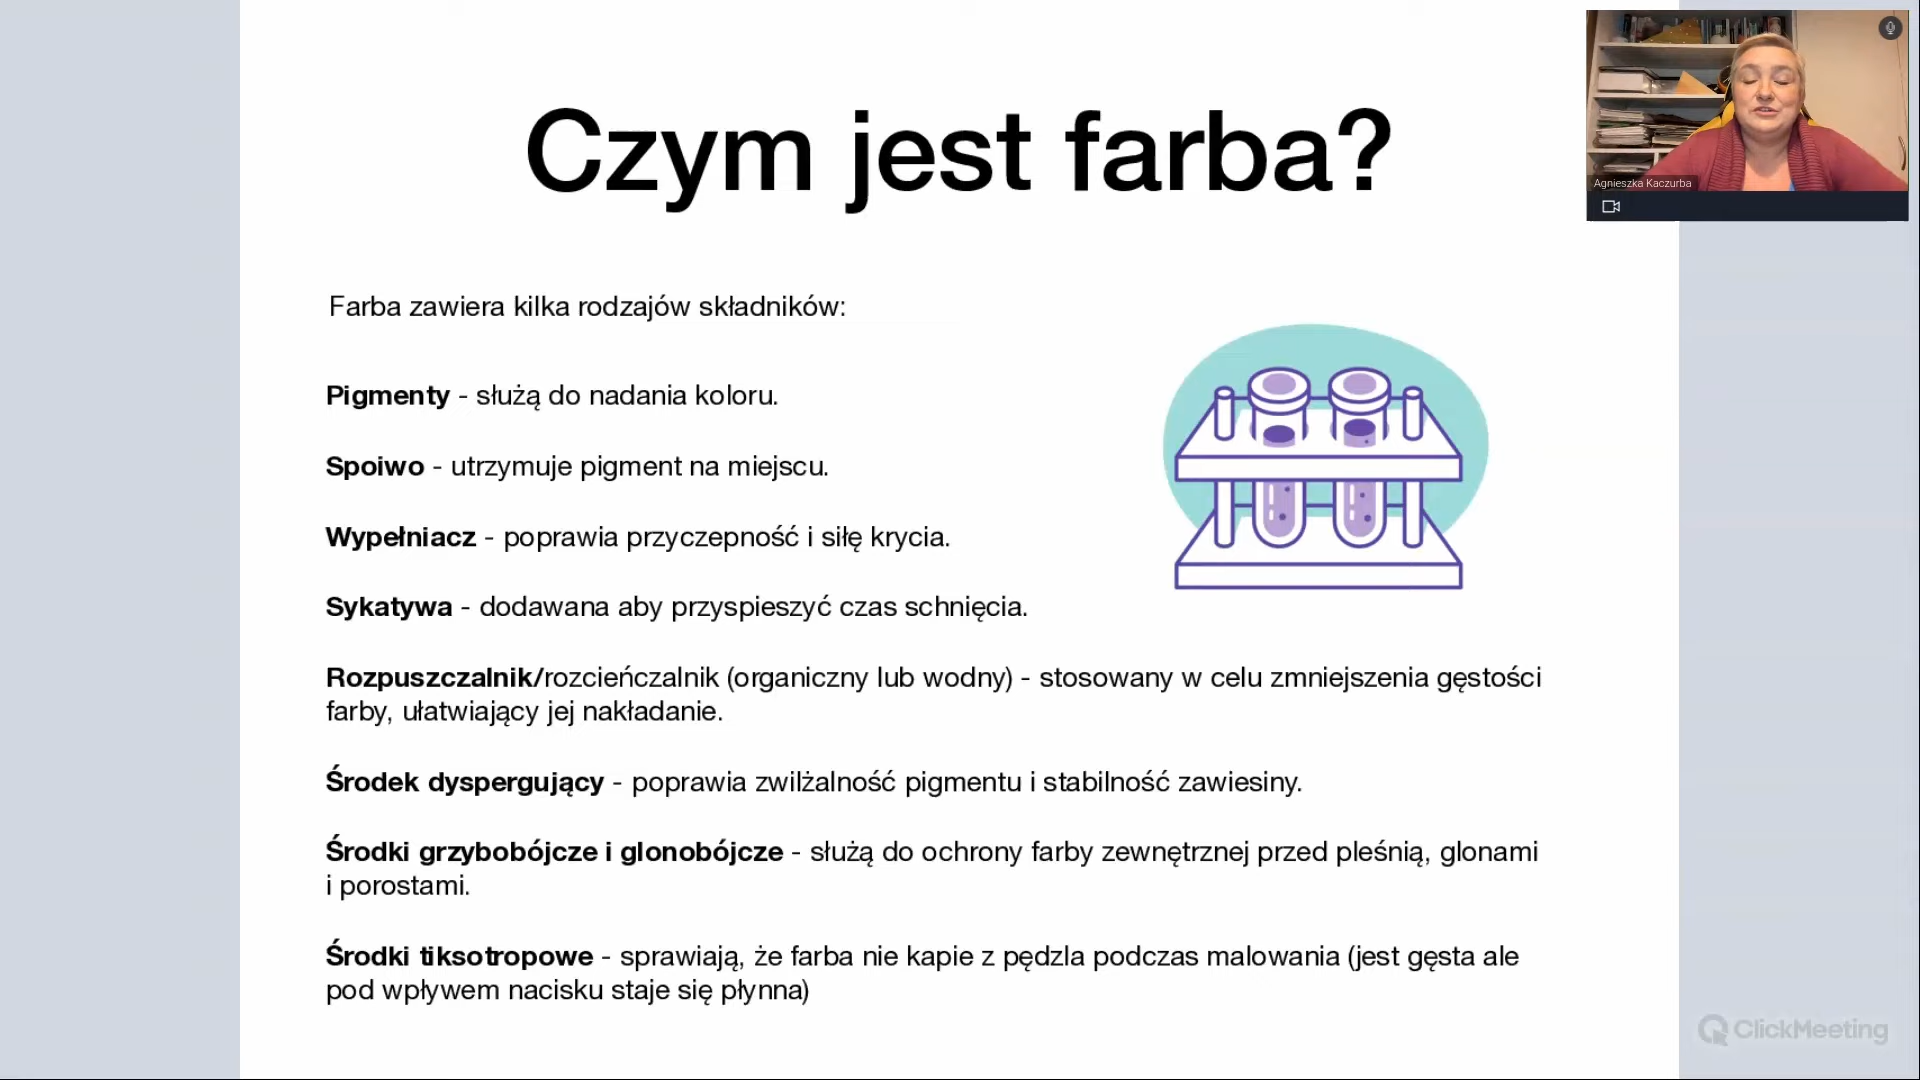 Czym jest farba?
Agnieszka Kaczurba
Farba zawiera kilka rodzajów składników:
Pigmenty - służą do nadania koloru.
Spoiwo - utrzymuje pigment na miejscu.
Wypełniacz - poprawia przyczepność i siłę krycia.
Sykatywa - dodawana aby przyspieszyć czas schnięcia.
Rozpuszczalnik/rozcieńczalnik (organiczny lub wodny) - stosowany w celu zmniejszenia gęstości
farby, ułatwiający jej nakładanie.
Środek dyspergujący - poprawia zwilżalność pigmentu i stabilność zawiesiny.
Środki grzybobójcze i glonobójcze - służą do ochrony farby zewnętrznej przed pleśnią, glonami
i porostami.
Środki tiksotropowe - sprawiają, że farba nie kapie z pędzla podczas malowania (jest gęsta ale
pod wpływem nacisku staje się płynna)
ClickMeeting